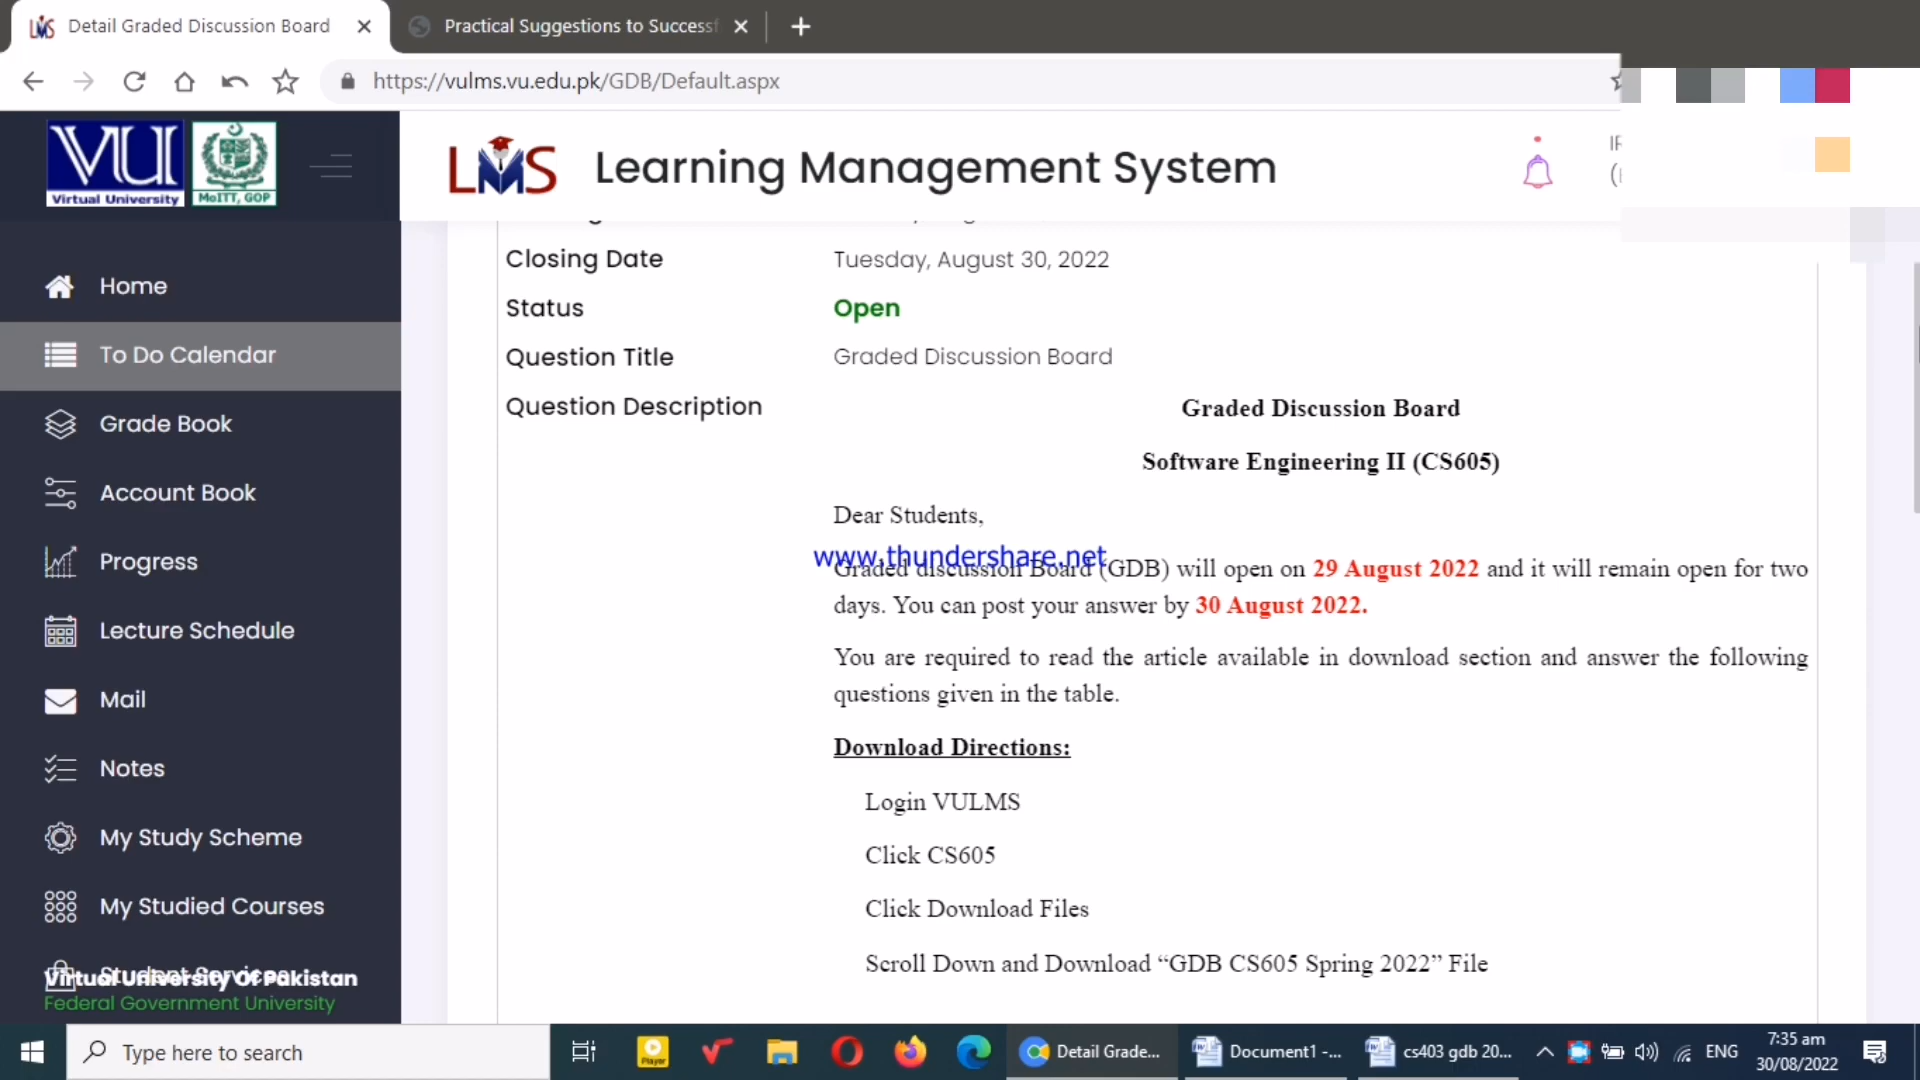 Detail Graded Discussion Board
Practical Suggestions to Successf
https://vulms.vu.edu.pk/GDB/Default.aspx
VU
Virtual University
MoITT, GOP
LMS
Learning Management System
Closing Date
Tuesday, August 30, 2022
Status
Open
Question Title
Graded Discussion Board
Question Description
Graded Discussion Board
Software Engineering II (CS605)
Dear Students,
www.thundershare.net
Graded discussion Board (GDB) will open on 29 August 2022 and it will remain open for two
days. You can post your answer by 30 August 2022.
You are required to read the article available in download section and answer the following
questions given in the table.
Download Directions:
Login VULMS
Click CS605
Click Download Files
Scroll Down and Download “GDB CS605 Spring 2022” File
Home
To Do Calendar
Grade Book
Account Book
Progress
Lecture Schedule
Mail
Notes
My Study Scheme
My Studied Courses
Student Services
Virtual University Of Pakistan
Federal Government University
Type here to search
Player
Detail Grade...
Document1 -...
cs403 gdb 20...
ENG
7:35 am
30/08/2022